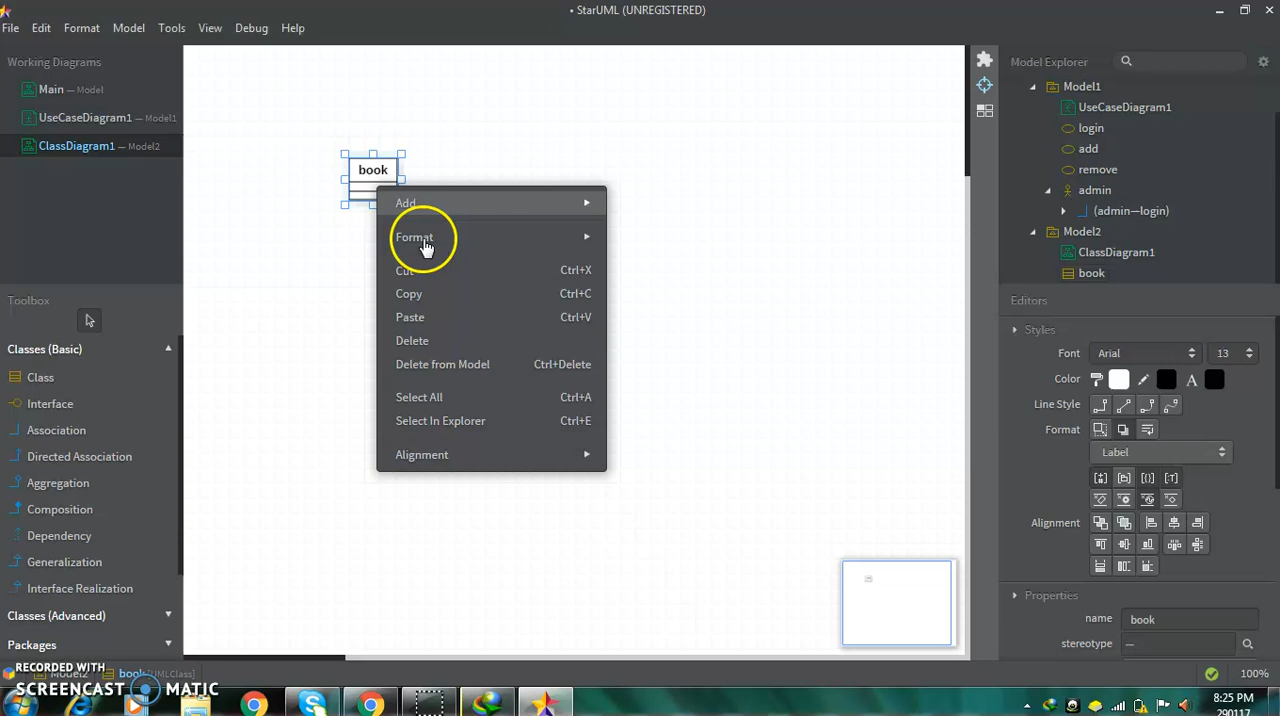 • StarUML (UNREGISTERED)
File Edit Format Model Tools View Debug Help
Working Diagrams
Main — Model
UseCaseDiagram1 — Model1
ClassDiagram1 — Model2
Toolbox
Classes (Basic)
Class
Interface
Association
Directed Association
Aggregation
Composition
Dependency
Generalization
Interface Realization
Classes (Advanced)
Packages
book
Add
Format
Cut Ctrl+X
Copy Ctrl+C
Paste Ctrl+V
Delete
Delete from Model Ctrl+Delete
Select All Ctrl+A
Select In Explorer Ctrl+E
Alignment
Model Explorer
Model1
UseCaseDiagram1
login
add
remove
admin
(admin—login)
Model2
ClassDiagram1
book
Editors
Styles
Font Arial 13
Color A
Line Style
Format
Label
Alignment
Properties
name book
stereotype —
Model2 book [UMLClass] 100%
RECORDED WITH
SCREENCAST MATIC
8:25 PM
290117